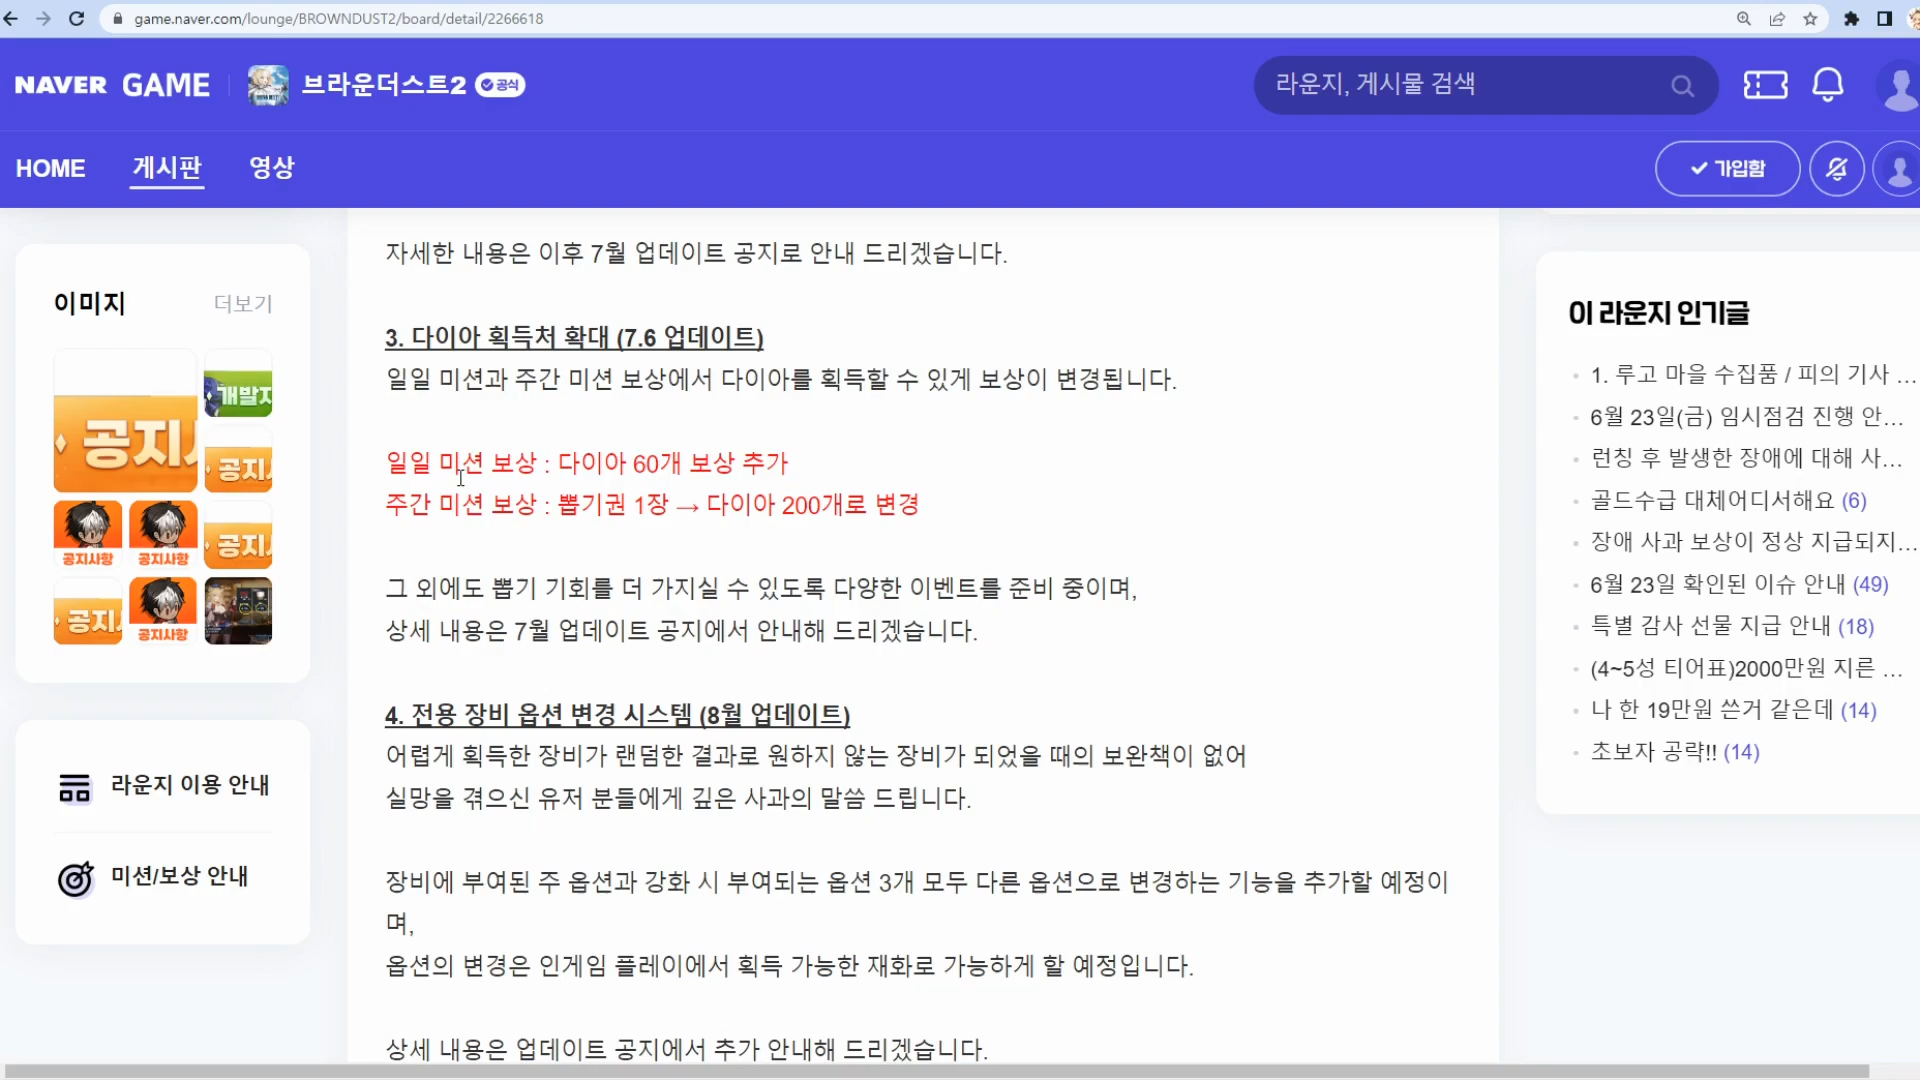 game.naver.com/lounge/BROWNDUST2/board/detail/2266618
NAVER GAME
브라운더스트2
공식
라운지, 게시물 검색
HOME
게시판
영상
가입함
이미지
더보기
공지사
개발자
공지
공지사항
공지사항
공지
공지
공지사항
라운지 이용 안내
미션/보상 안내
자세한 내용은 이후 7월 업데이트 공지로 안내 드리겠습니다.
3. 다이아 획득처 확대 (7.6 업데이트)
일일 미션과 주간 미션 보상에서 다이아를 획득할 수 있게 보상이 변경됩니다.
일일 미션 보상 : 다이아 60개 보상 추가
주간 미션 보상 : 뽑기권 1장 → 다이아 200개로 변경
그 외에도 뽑기 기회를 더 가지실 수 있도록 다양한 이벤트를 준비 중이며,
상세 내용은 7월 업데이트 공지에서 안내해 드리겠습니다.
4. 전용 장비 옵션 변경 시스템 (8월 업데이트)
어렵게 획득한 장비가 랜덤한 결과로 원하지 않는 장비가 되었을 때의 보완책이 없어
실망을 겪으신 유저 분들에게 깊은 사과의 말씀 드립니다.
장비에 부여된 주 옵션과 강화 시 부여되는 옵션 3개 모두 다른 옵션으로 변경하는 기능을 추가할 예정이
며,
옵션의 변경은 인게임 플레이에서 획득 가능한 재화로 가능하게 할 예정입니다.
상세 내용은 업데이트 공지에서 추가 안내해 드리겠습니다.
이 라운지 인기글
1. 루고 마을 수집품 / 피의 기사 ...
6월 23일(금) 임시점검 진행 안...
런칭 후 발생한 장애에 대해 사...
골드수급 대체어디서해요 (6)
장애 사과 보상이 정상 지급되지...
6월 23일 확인된 이슈 안내 (49)
특별 감사 선물 지급 안내 (18)
(4~5성 티어표)2000만원 지른 ...
나 한 19만원 쓴거 같은데 (14)
초보자 공략!! (14)